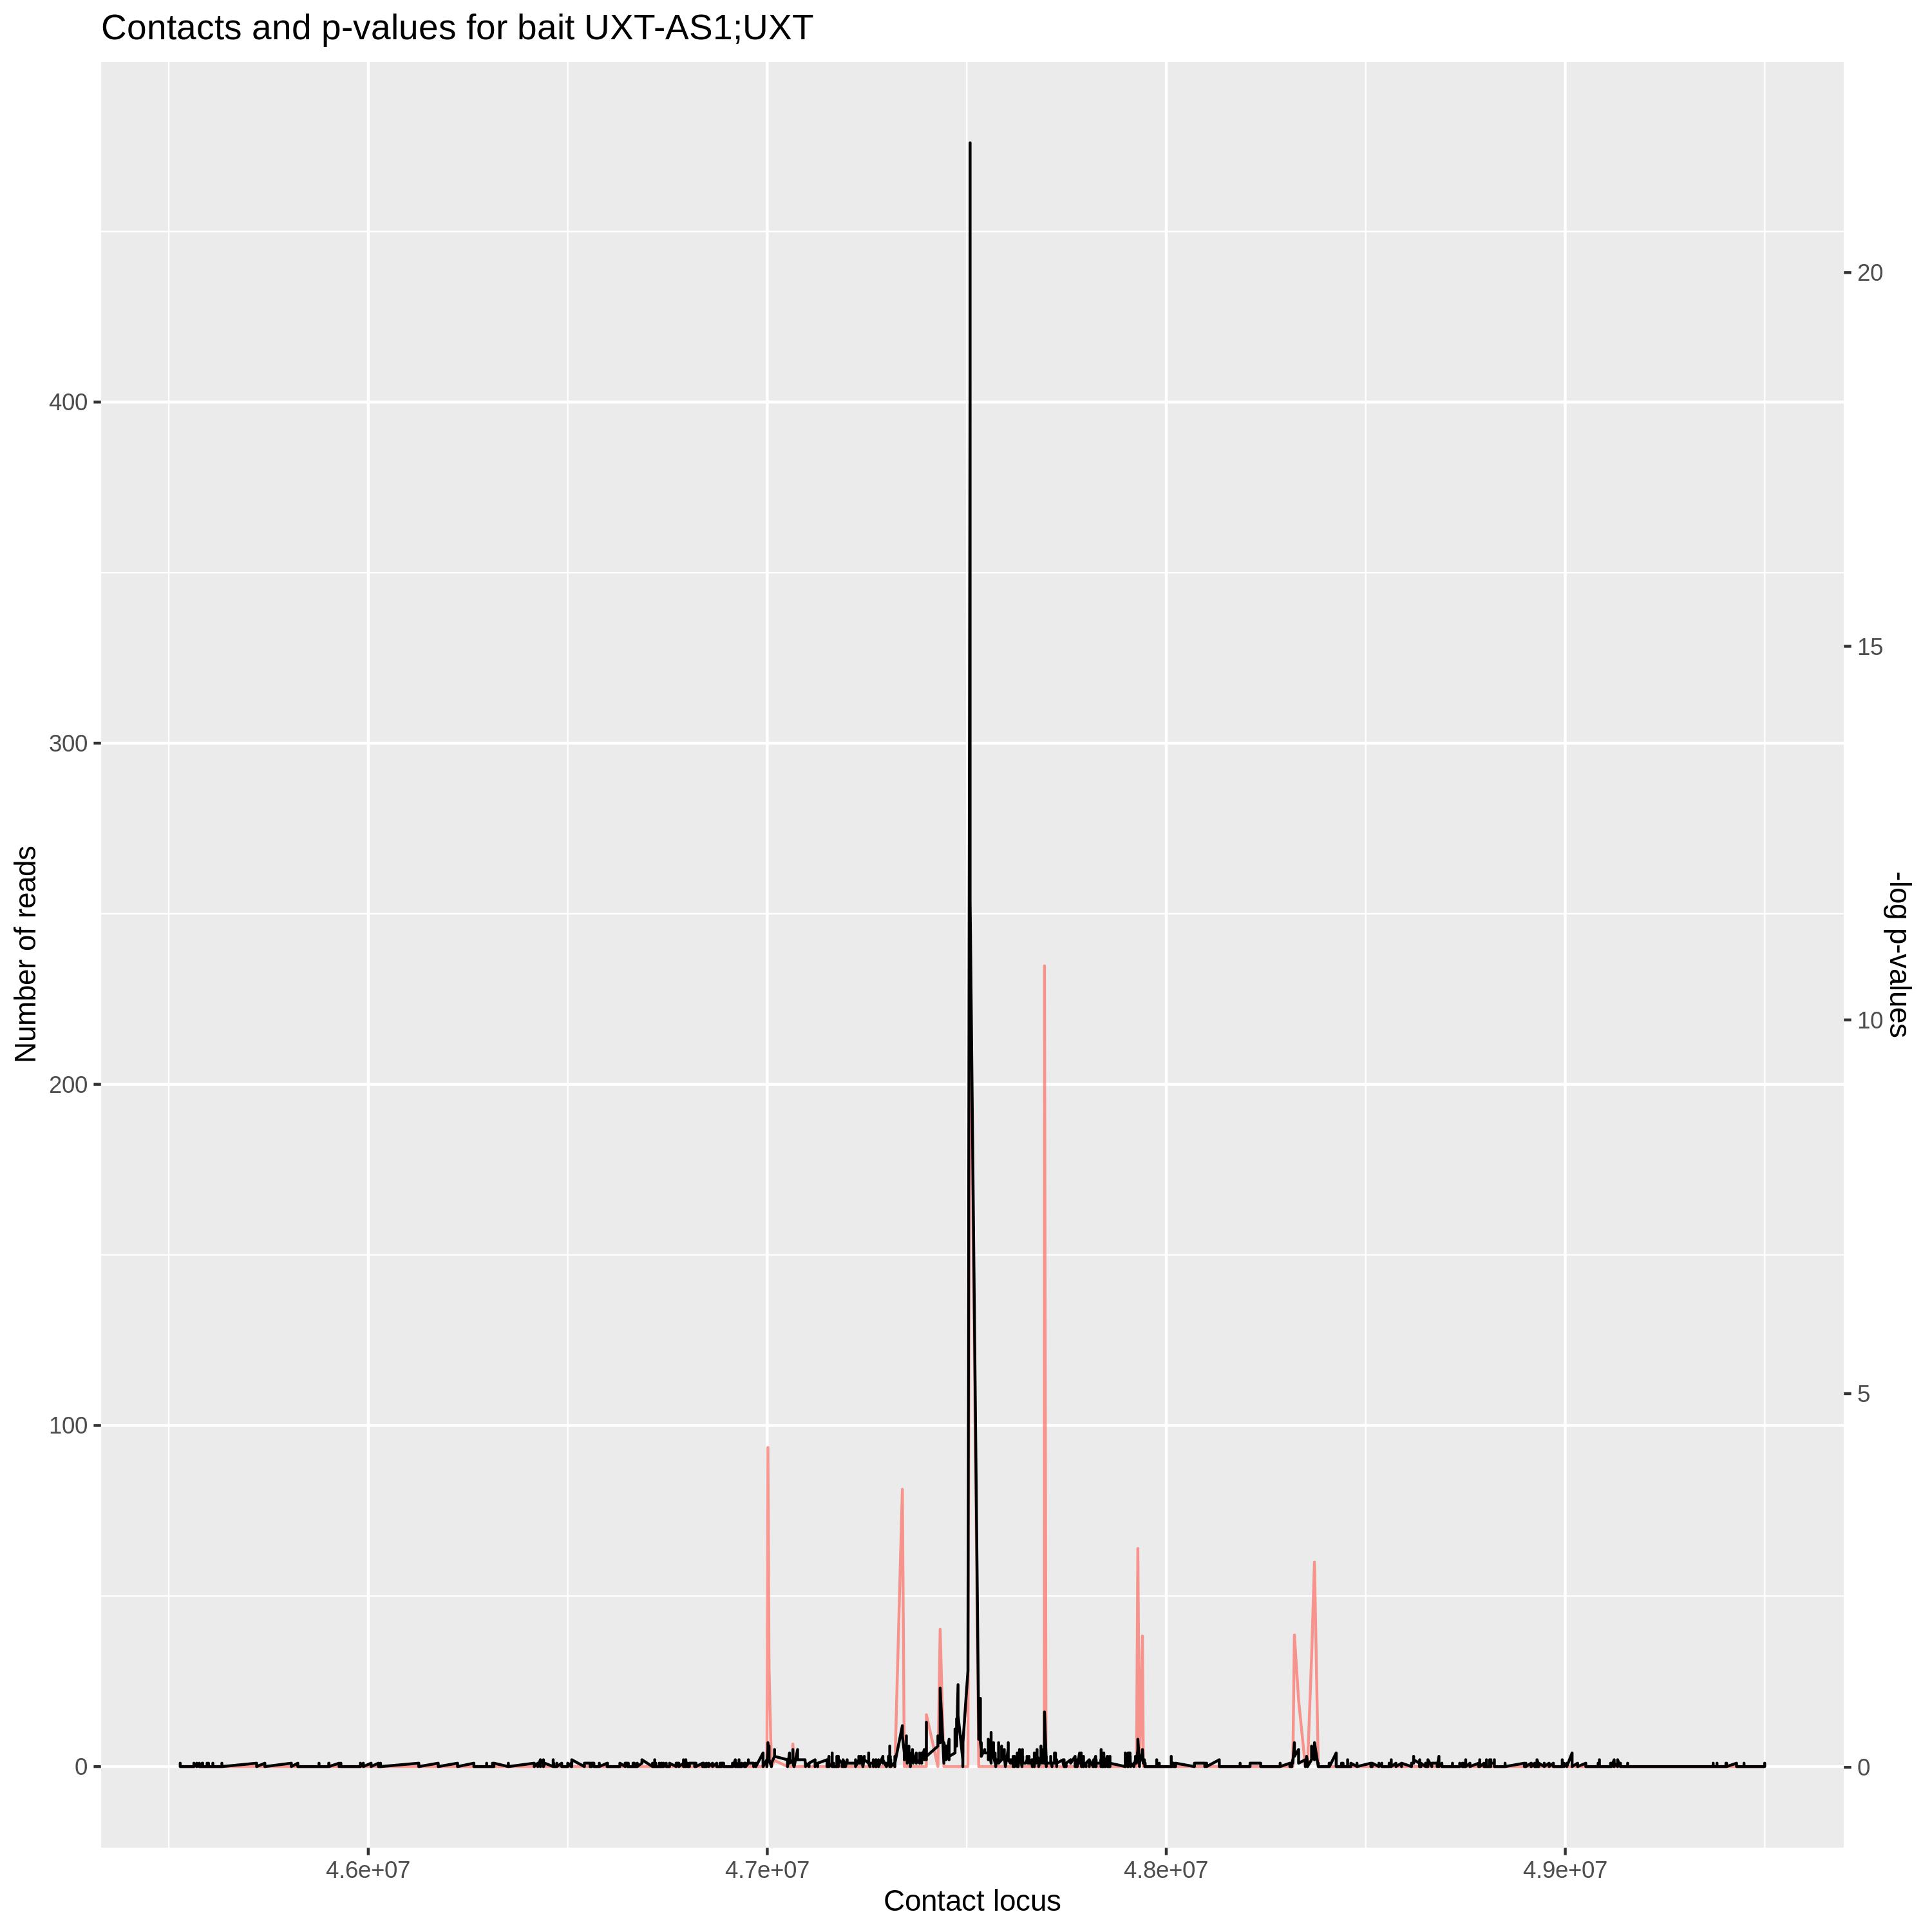 Contacts and p-values for bait UXT-AS1;UXT
400
300
200
100
0
Number of reads
20
15
10
5
0
-log p-values
4.6e+07
4.7e+07
4.8e+07
4.9e+07
Contact locus